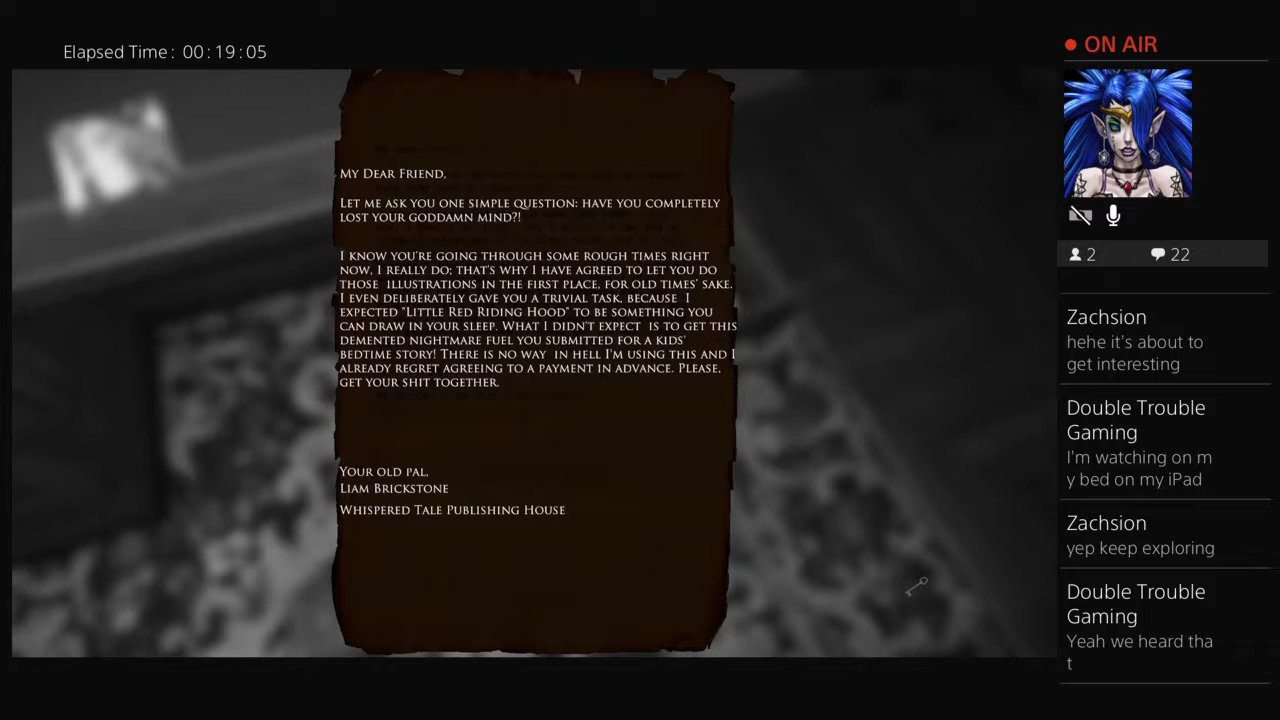 Elapsed Time: 00:19:05
ON AIR
My Dear Friend,
Let me ask you one simple question: have you completely
lost your goddamn mind?!
I know you're going through some rough times right
now, I really do; that's why I have agreed to let you do
those illustrations in the first place, for old times' sake.
I even deliberately gave you a trivial task, because I
expected "Little Red Riding Hood" to be something you
can draw in your sleep. What I didn't expect is to get this
demented nightmare fuel you submitted for a kids'
bedtime story! There is no way in hell I'm using this and I
already regret agreeing to a payment in advance. Please,
get your shit together.
Your old pal,
Liam Brickstone
Whispered Tale Publishing House
2
22
Zachsion
hehe it's about to
get interesting
Double Trouble
Gaming
I'm watching on m
y bed on my iPad
Zachsion
yep keep exploring
Double Trouble
Gaming
Yeah we heard tha
t